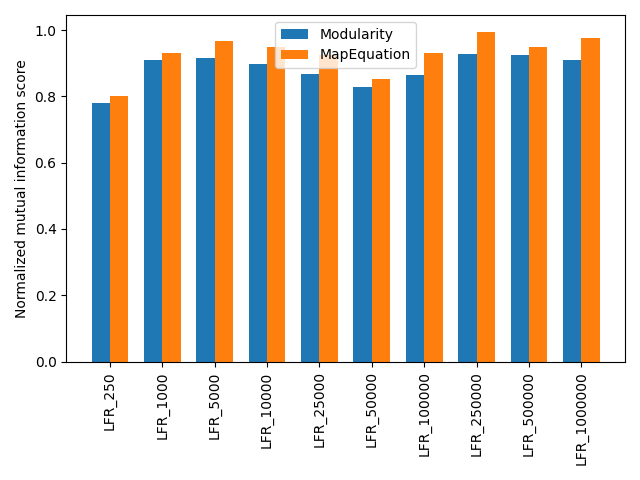 Modularity
MapEquation
Normalized mutual information score
1.0
0.8
0.6
0.4
0.2
0.0
LFR_250
LFR_1000
LFR_5000
LFR_10000
LFR_25000
LFR_50000
LFR_100000
LFR_250000
LFR_500000
LFR_1000000